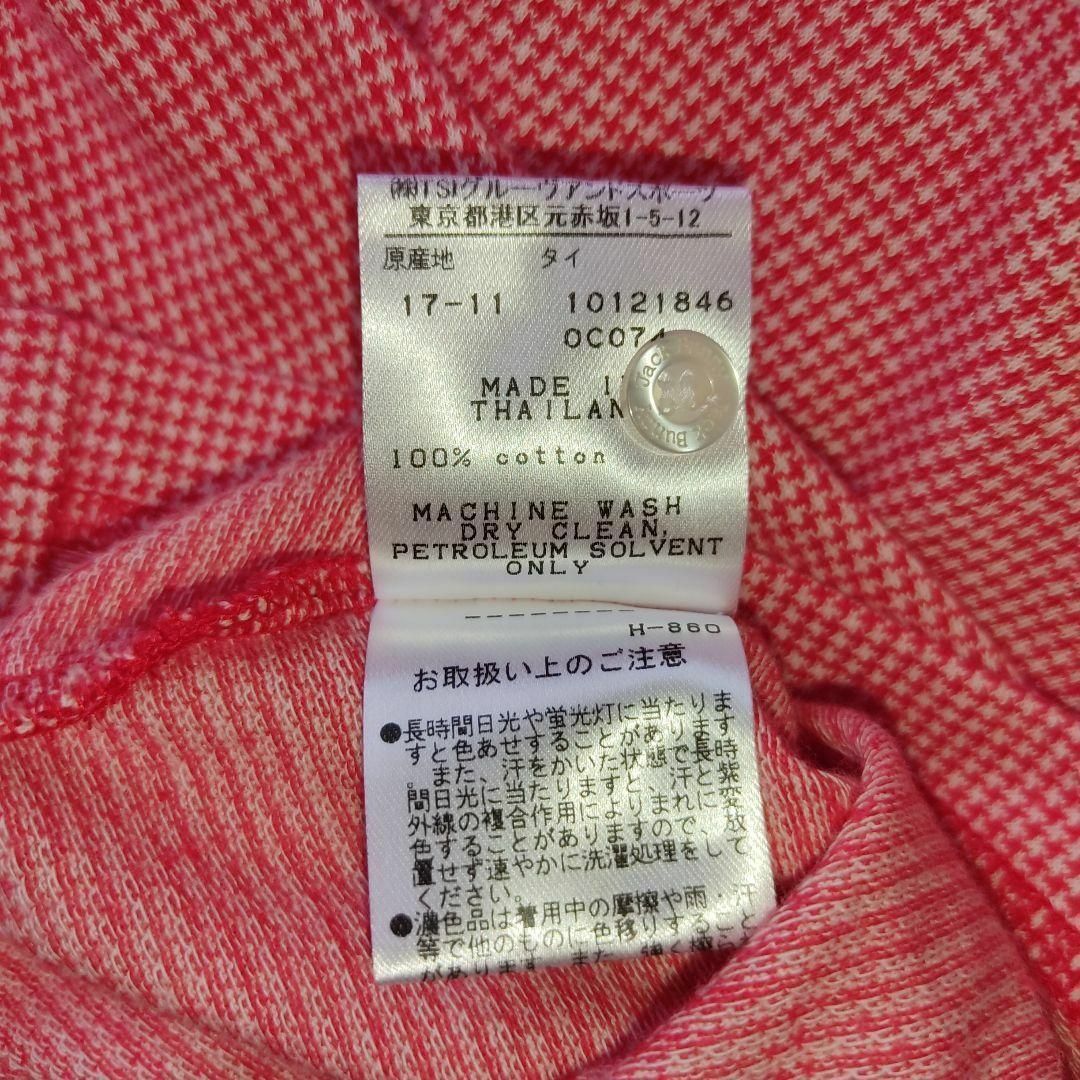 ㈱TSIグルーヴアンドスポーツ
東京都港区元赤坂1-5-12
原産地 タイ
17-11 10121846
0C074
MADE I
THAILAN
Jack Bunny
100% cotton
MACHINE WASH
DRY CLEAN,
PETROLEUM SOLVENT
ONLY
H-860
お取扱い上のご注意
●長時間日光や蛍光灯に当たりま
すと色あせすることがあります
。また、汗をかいた状態で長時
間日光に当たりますと、汗と紫
外線の複合作用によりまれに変
色することがありますので、放
置せず速やかに洗濯処理をして
ください。
●濃色品は着用中の摩擦や雨・汗
等で他のものに色移りするこ